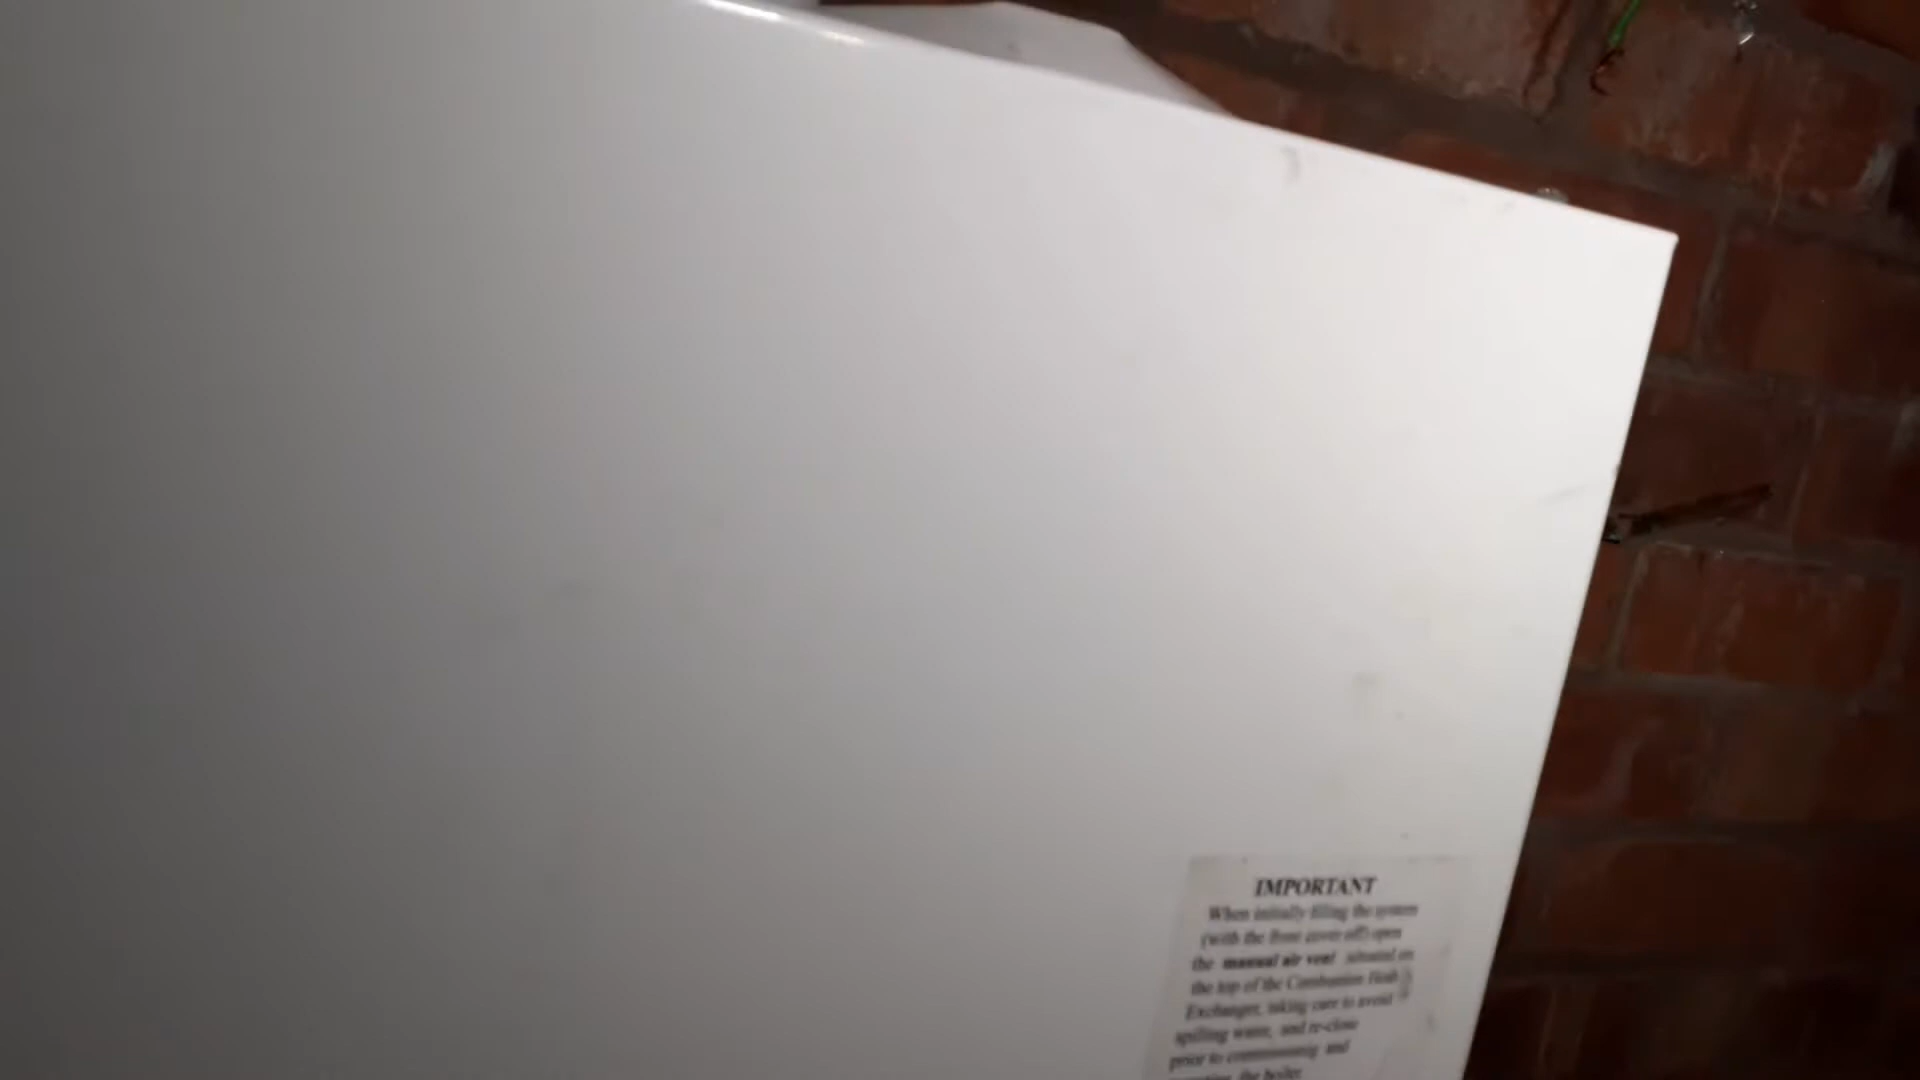 IMPORTANT
When initially filling the system
(with the front cover off) open
the manual air vent situated on
the top of the Combustion Heat
Exchanger, taking care to avoid
spilling water, and re-close
prior to commissioning and
the boiler